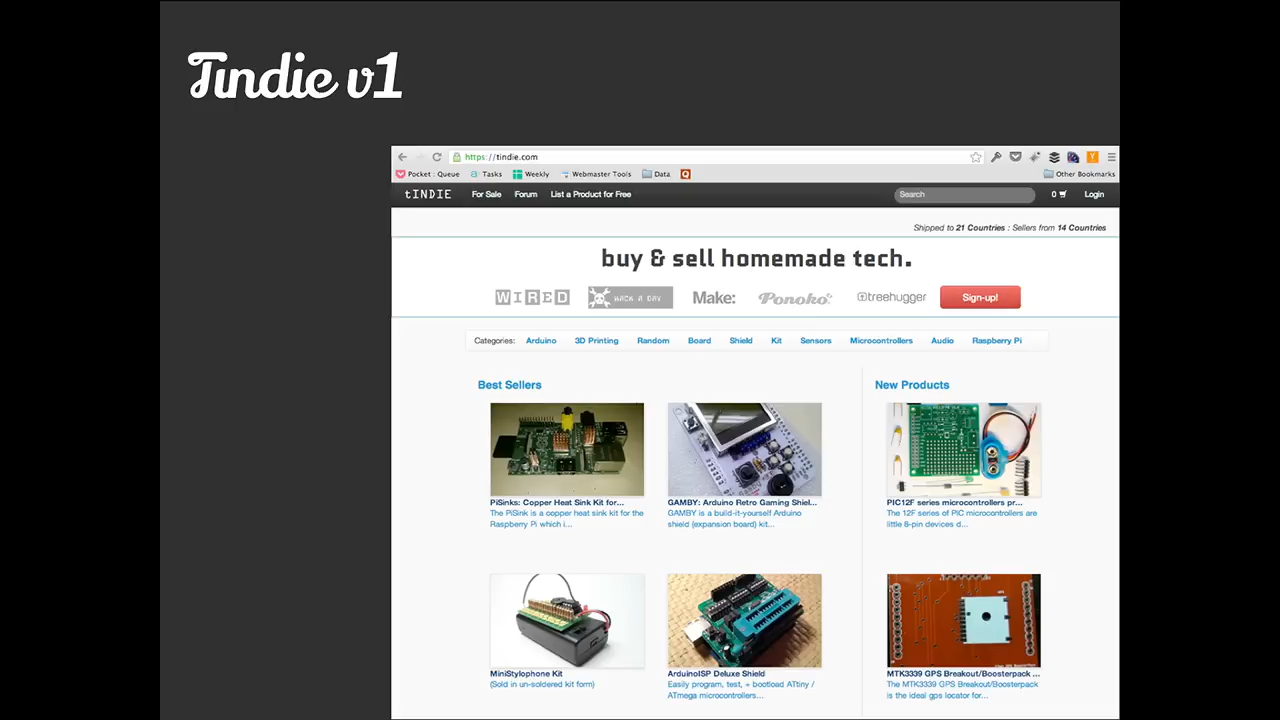 Tindie v1
https://tindie.com
Pocket : Queue Tasks Weekly Webmaster Tools Data Other Bookmarks
tINDIE For Sale Forum List a Product for Free Search 0 Login
Shipped to 21 Countries : Sellers from 14 Countries
buy & sell homemade tech.
WIRED HACK A DAY Make: Ponoko treehugger Sign-up!
Categories: Arduino 3D Printing Random Board Shield Kit Sensors Microcontrollers Audio Raspberry Pi
Best Sellers
PiSinks: Copper Heat Sink Kit for...
The PiSink is a copper heat sink kit for the
Raspberry Pi which i...
GAMBY: Arduino Retro Gaming Shiel...
GAMBY is a build-it-yourself Arduino
shield (expansion board) kit...
MiniStylophone Kit
(Sold in un-soldered kit form)
ArduinoISP Deluxe Shield
Easily program, test, + bootload ATtiny /
ATmega microcontrollers...
New Products
PIC12F series microcontrollers pr...
The 12F series of PIC microcontrollers are
little 8-pin devices d...
MTK3339 GPS Breakout/Boosterpack ...
The MTK3339 GPS Breakout/Boosterpack
is the ideal gps locator for...